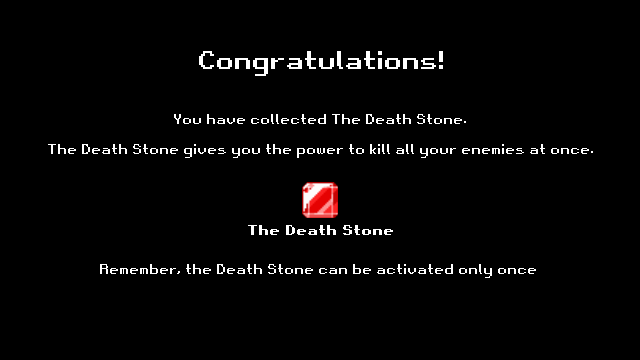 Congratulations!
You have collected The Death Stone.
The Death Stone gives you the power to kill all your enemies at once.
The Death Stone
Remember, the Death Stone can be activated only once